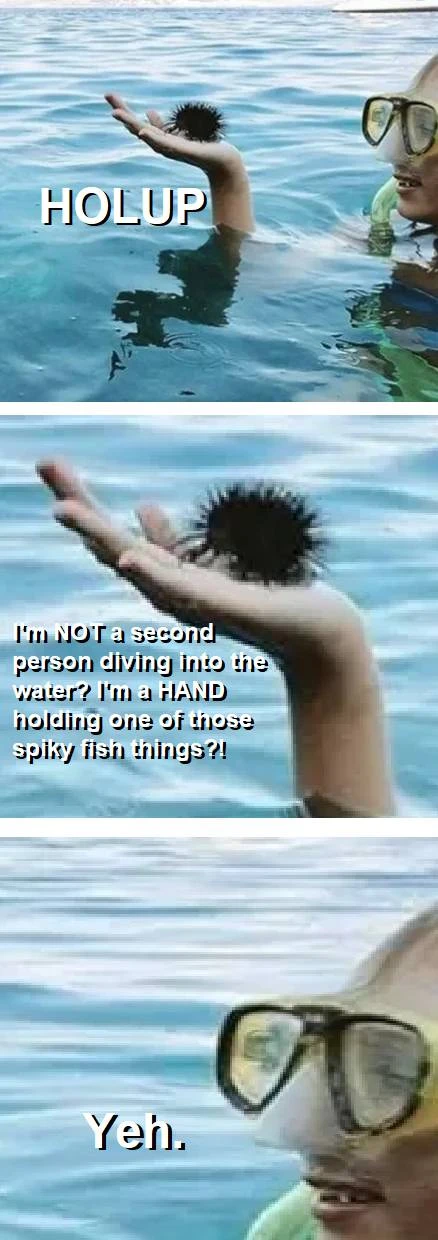 HOLUP
I'm NOT a second
person diving into the
water? I'm a HAND
holding one of those
spiky fish things?!
Yeh.